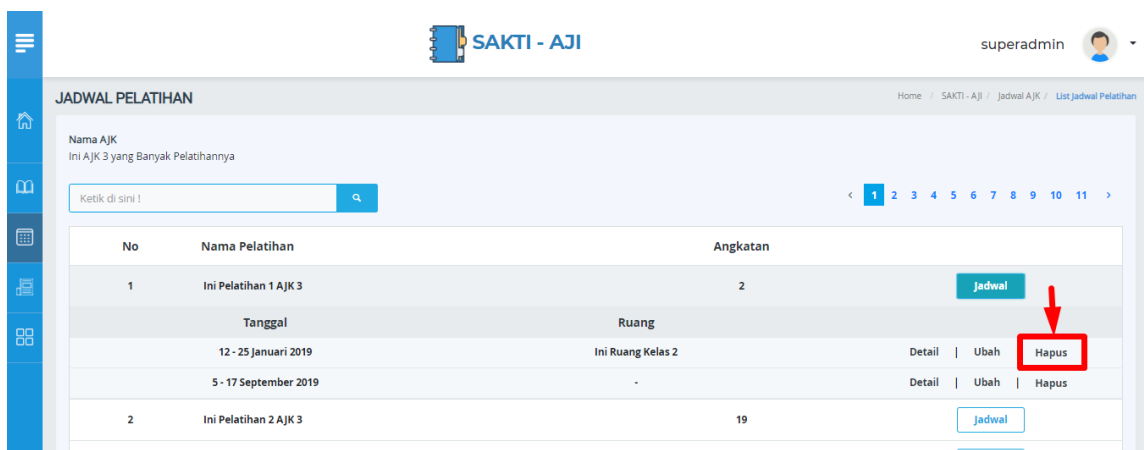 SAKTI - AJI
superadmin
JADWAL PELATIHAN
Home / SAKTI - AJI / Jadwal AJK / List Jadwal Pelatihan
Nama AJK
Ini AJK 3 yang Banyak Pelatihannya
Ketik di sini !
< 1 2 3 4 5 6 7 8 9 10 11 >
No Nama Pelatihan Angkatan
1 Ini Pelatihan 1 AJK 3 2 Jadwal
Tanggal Ruang
12 - 25 Januari 2019 Ini Ruang Kelas 2 Detail | Ubah Hapus
5 - 17 September 2019 - Detail | Ubah | Hapus
2 Ini Pelatihan 2 AJK 3 19 Jadwal